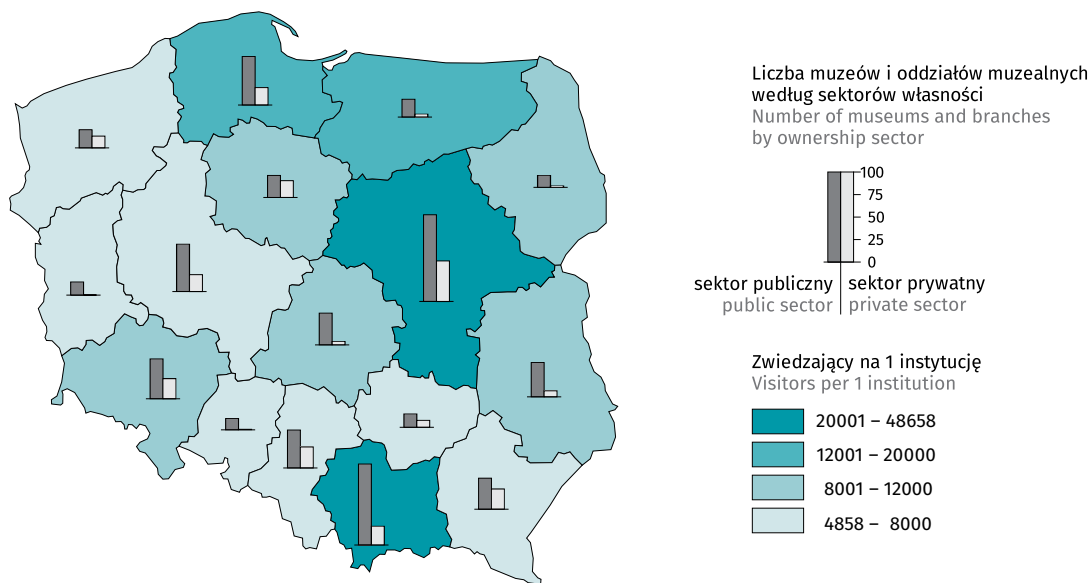 Liczba muzeów i oddziałów muzealnych
według sektorów własności
Number of museums and branches
by ownership sector
100
75
50
25
0
sektor publiczny
public sector
sektor prywatny
private sector
Zwiedzający na 1 instytucję
Visitors per 1 institution
20001 – 48658
12001 – 20000
8001 – 12000
4858 – 8000